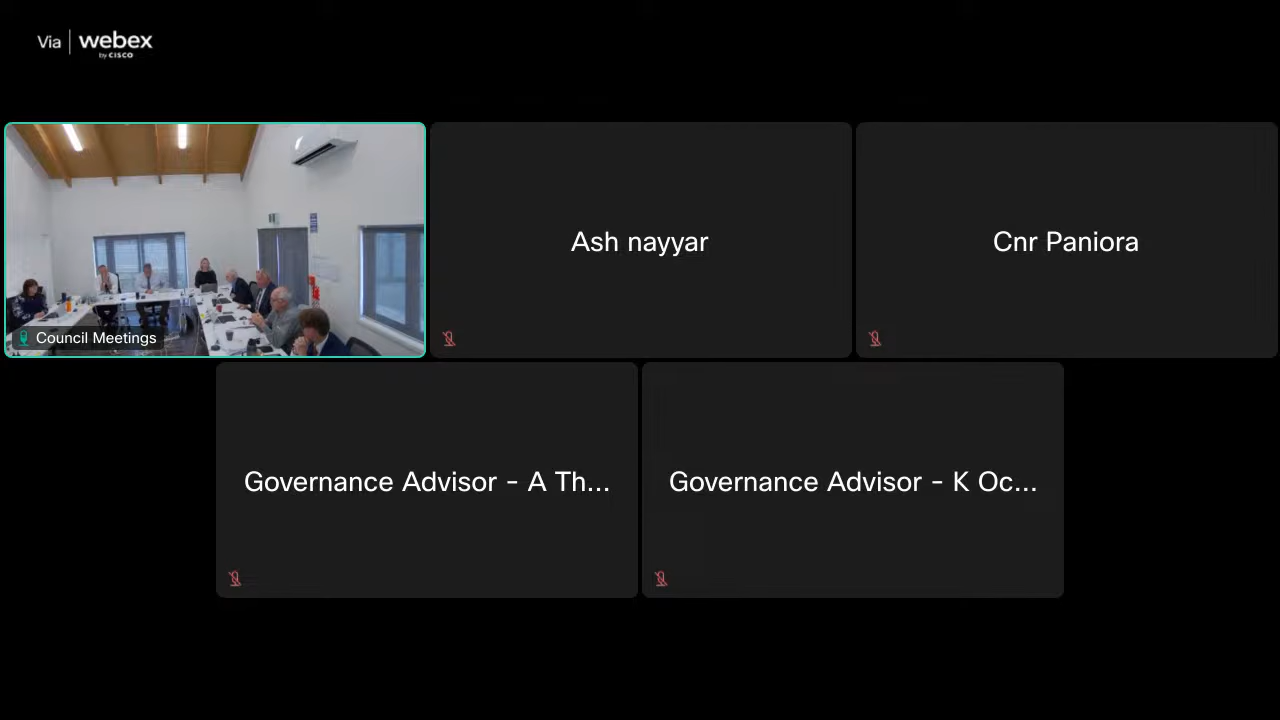 Via | webex
by CISCO
Council Meetings
Ash nayyar
Cnr Paniora
Governance Advisor - A Th...
Governance Advisor - K Oc...